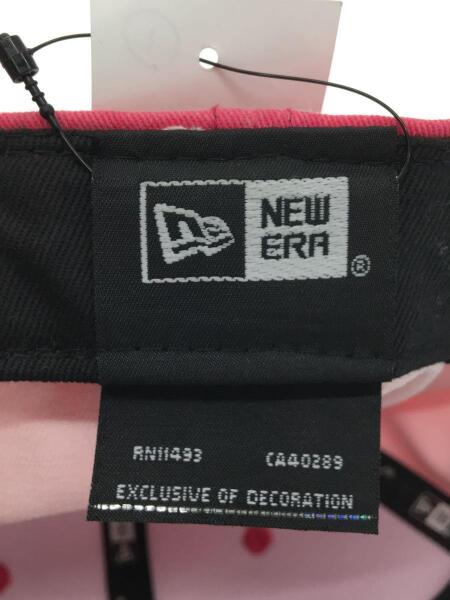 NEW
ERA
®
RN11493 CA40289
EXCLUSIVE OF DECORATION